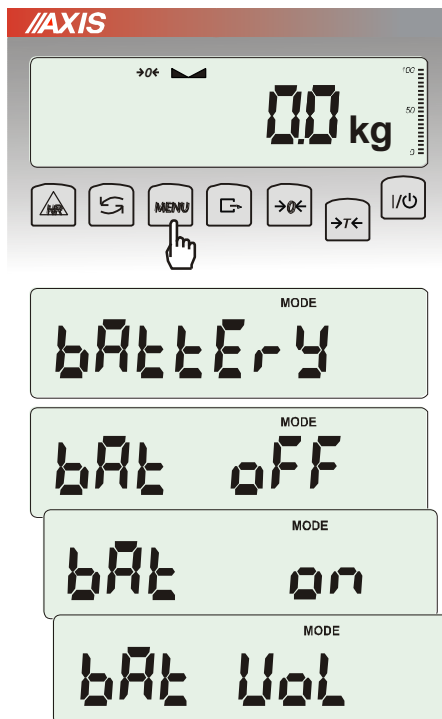 AXIS
→0←
100
0.0 kg
50
0
HR MENU →0← →T← I/⏻
MODE
bAttErY
MODE
bAt oFF
MODE
bAt on
MODE
bAt VoL